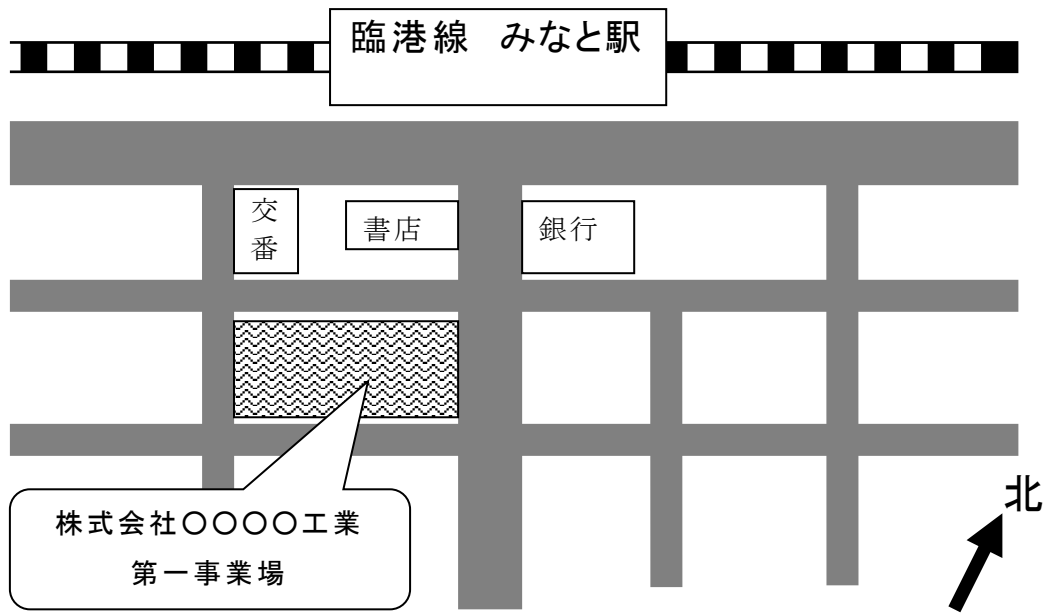 臨港線　みなと駅
交
番
書店
銀行
株式会社〇〇〇〇工業
第一事業場
北